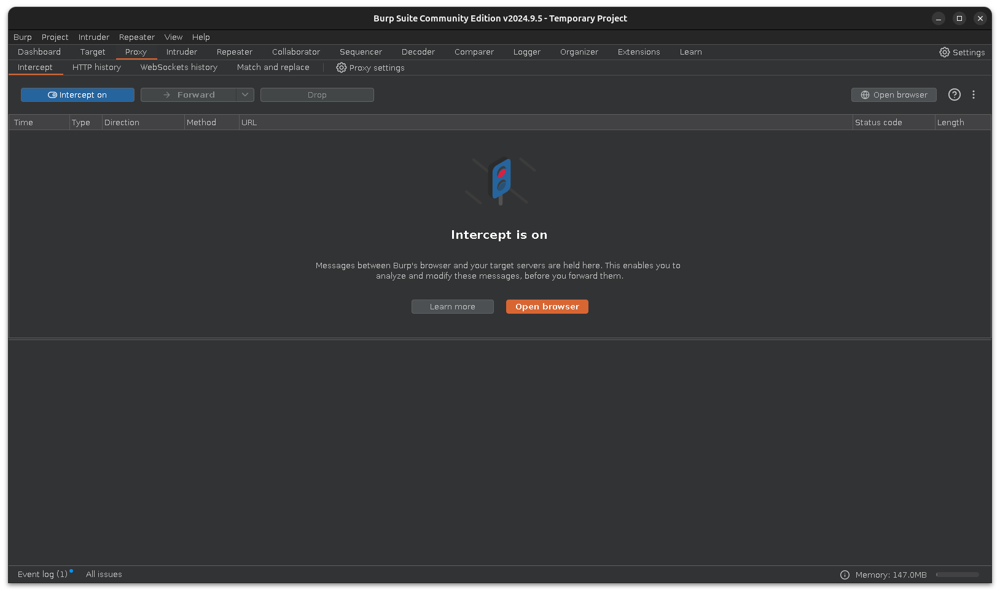 Burp Suite Community Edition v2024.9.5 - Temporary Project
Burp Project Intruder Repeater View Help
Dashboard Target Proxy Intruder Repeater Collaborator Sequencer Decoder Comparer Logger Organizer Extensions Learn Settings
Intercept HTTP history WebSockets history Match and replace Proxy settings
Intercept on Forward Drop Open browser
Time Type Direction Method URL Status code Length
Intercept is on
Messages between Burp's browser and your target servers are held here. This enables you to
analyze and modify these messages, before you forward them.
Learn more Open browser
Event log (1) All issues Memory: 147.0MB